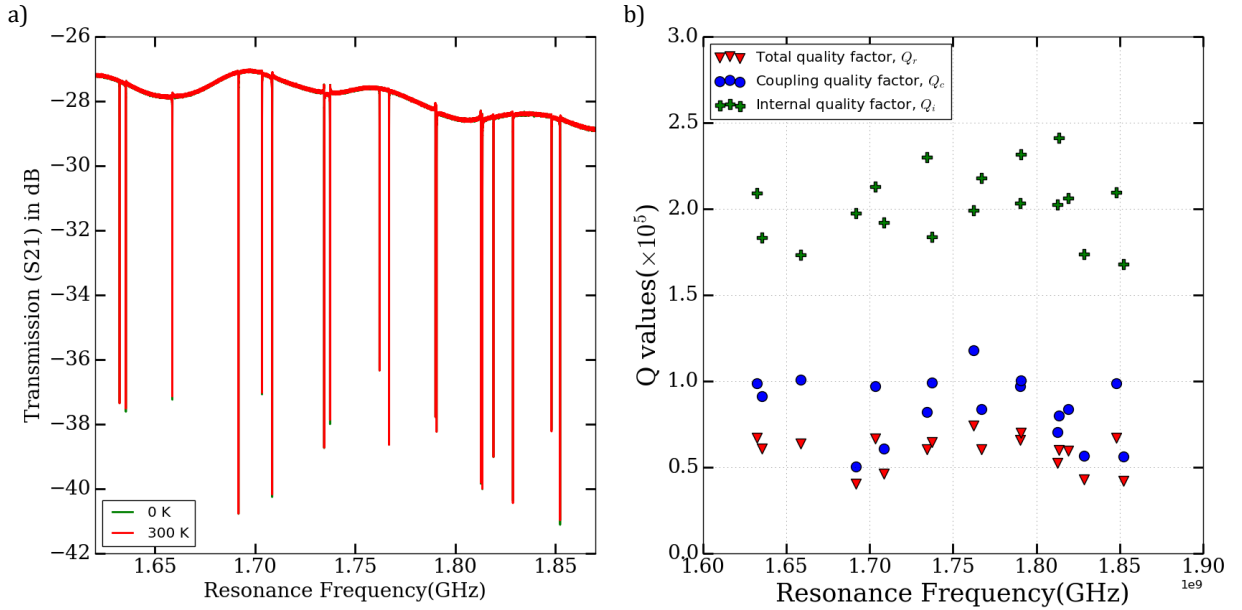 a)
−26
−28
−30
−32
−34
−36
−38
−40
−42
Transmission (S21) in dB
0 K
300 K
1.65
1.70
1.75
1.80
1.85
Resonance Frequency(GHz)
b)
3.0
2.5
2.0
1.5
1.0
0.5
0.0
Q values(×10⁵)
Total quality factor, Qᵣ
Coupling quality factor, Q꜀
Internal quality factor, Qᵢ
1.60
1.65
1.70
1.75
1.80
1.85
1.90
1e9
Resonance Frequency(GHz)